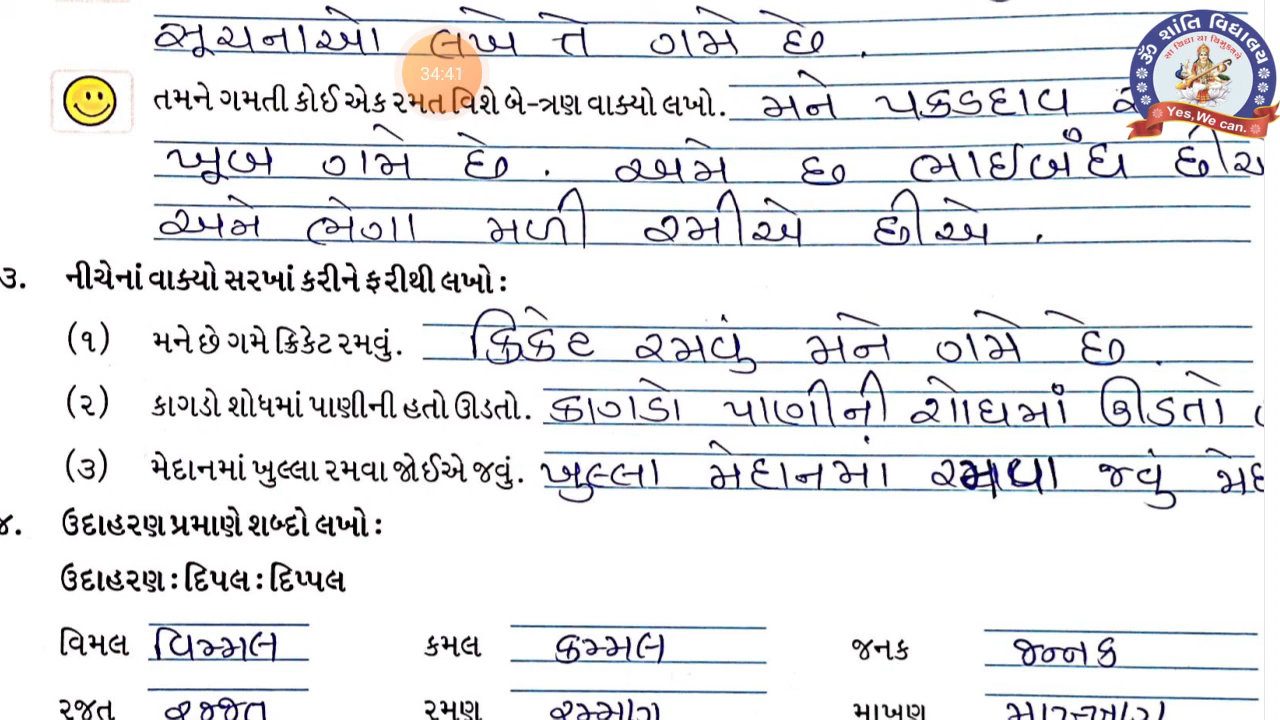 સૂચનાઓ લખે તે ગમે છે.
34:41
ૐ શાંતિ વિદ્યાલય
सा विद्या या विमुक्तये
Yes, We can.
તમને ગમતી કોઈ એક રમત વિશે બે-ત્રણ વાક્યો લખો. મને પકડદાવ
ખૂબ ગમે છે. અમે છ ભાઈબંધ
અમે ભેગા મળી રમીએ છીએ.
૩. નીચેનાં વાક્યો સરખાં કરીને ફરીથી લખો :
(૧) મને છે ગમે ક્રિકેટ રમવું. ક્રિકેટ રમવું મને ગમે છે.
(૨) કાગડો શોધમાં પાણીની હતો ઊડતો. કાગડો પાણીની શોધમાં ઊડતો
(૩) મેદાનમાં ખુલ્લા રમવા જોઈએ જવું. ખુલ્લા મેદાનમાં રમવા જવું
૪. ઉદાહરણ પ્રમાણે શબ્દો લખો :
ઉદાહરણ : દિપલ : દિપ્પલ
વિમલ વિમ્મલ કમલ કમ્મલ જનક જન્નક
રજત રજ્જત રમણ રમ્મણ માખણ